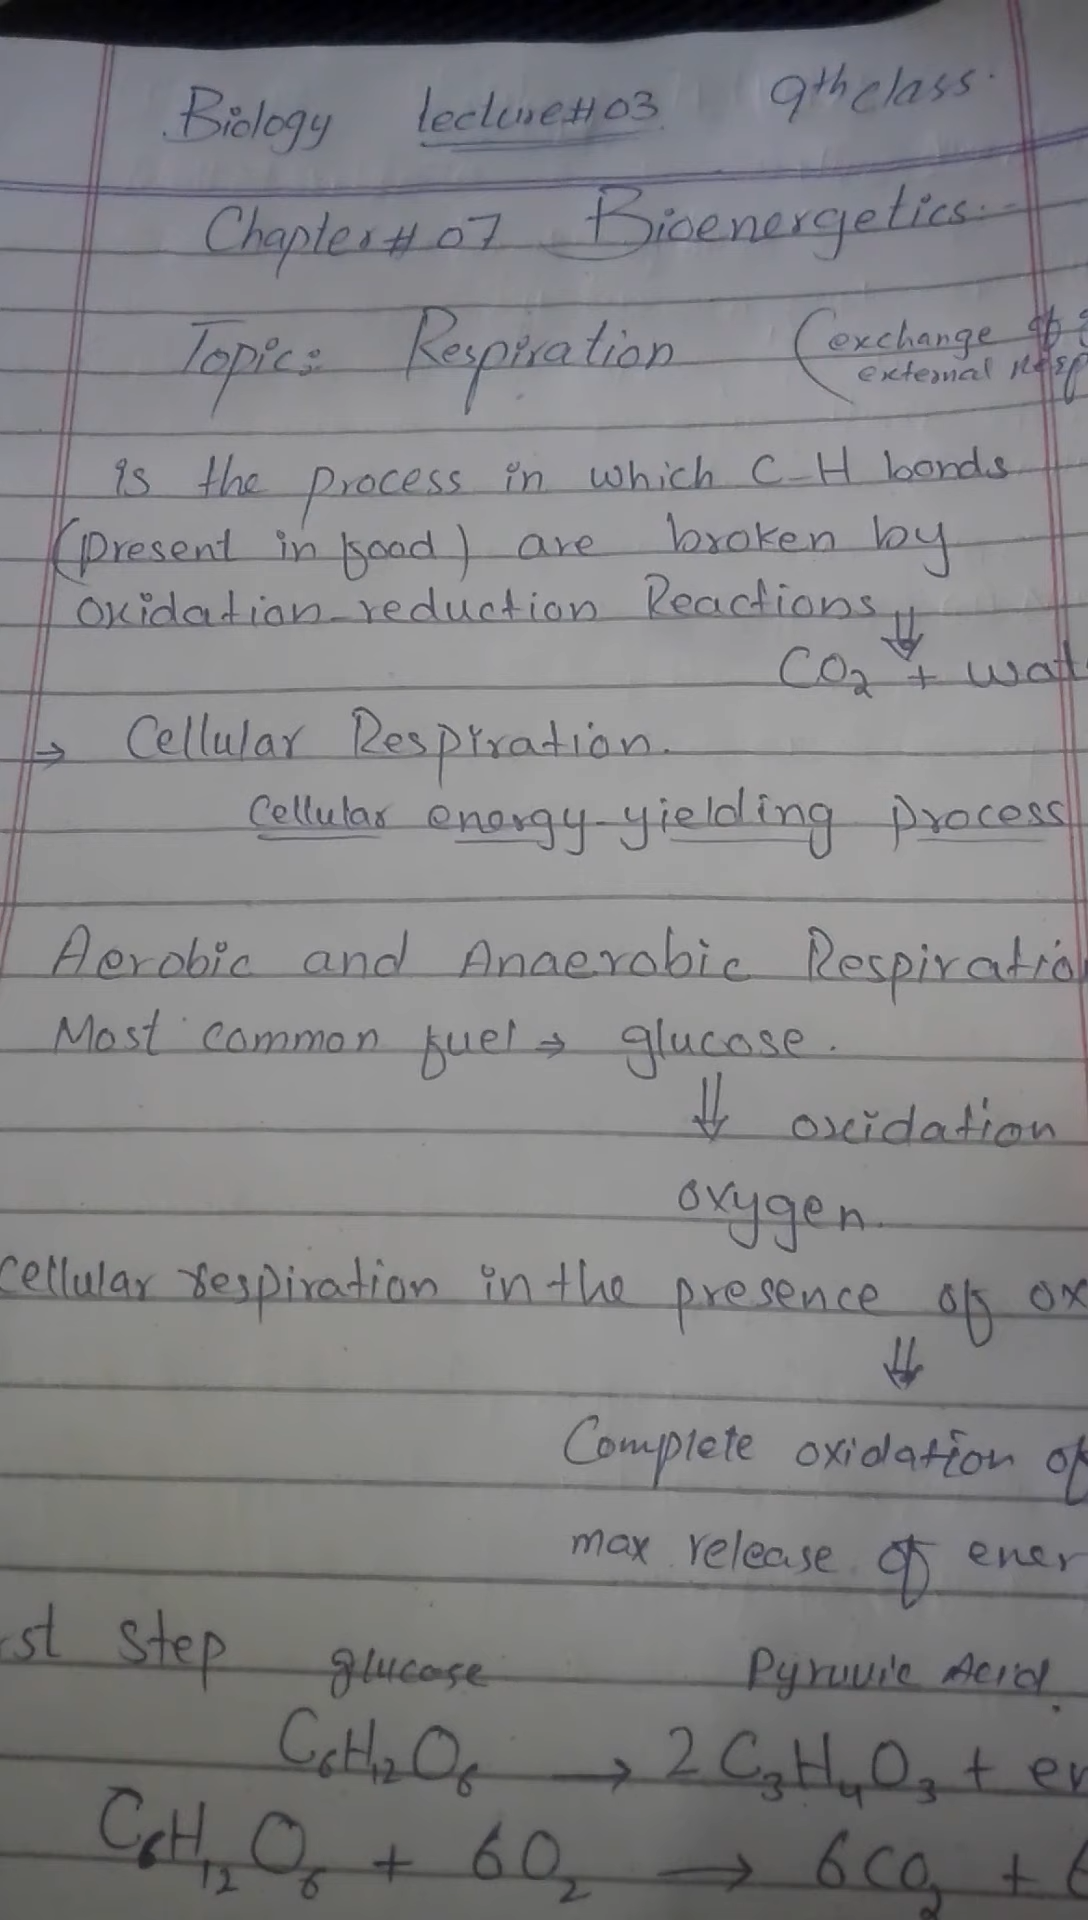 Biology lecture#03 9th class.
Chapter#07 Bioenergetics.
Topic: Respiration (exchange of
external resp
is the process in which C-H bonds
(present in food) are broken by
oxidation-reduction Reactions ⇓
CO₂ + wat
→ Cellular Respiration.
Cellular energy-yielding process
Aerobic and Anaerobic Respiratio
Most common fuel → glucose.
⇓ oxidation
oxygen.
cellular respiration in the presence of ox
⇓
Complete oxidation of
max release of ener
st step glucose Pyruvic Acid.
C₆H₁₂O₆ → 2C₃H₄O₃ + en
C₆H₁₂O₆ + 6O₂ → 6CO₂ + 6